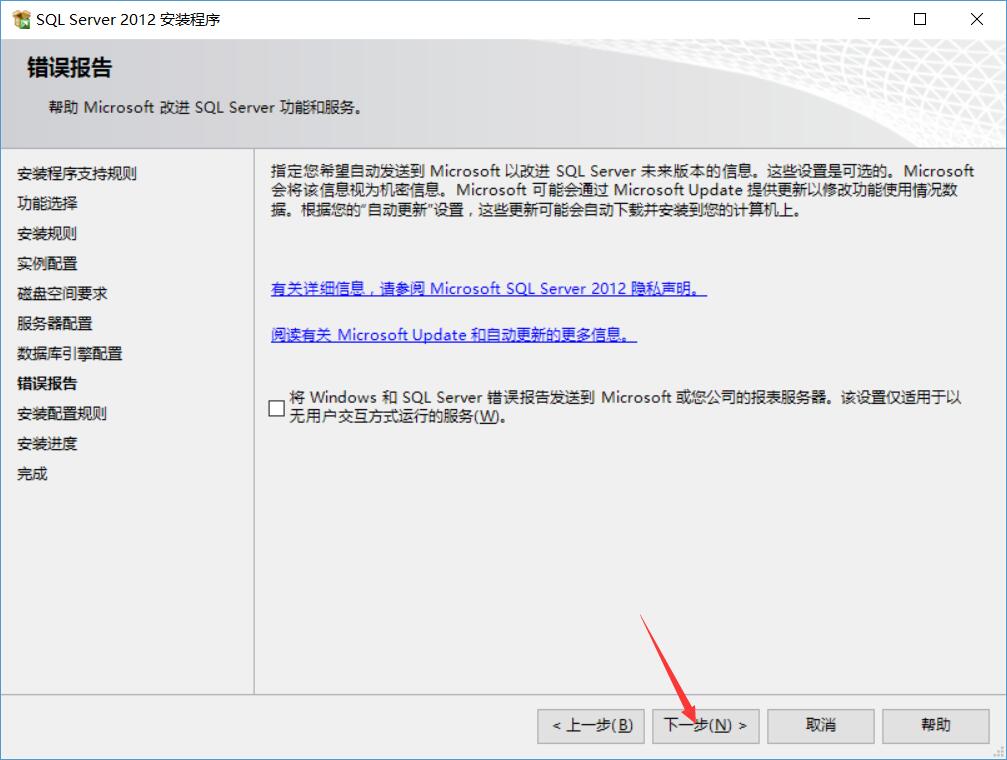 SQL Server 2012 安装程序
错误报告
帮助 Microsoft 改进 SQL Server 功能和服务。
安装程序支持规则
功能选择
安装规则
实例配置
磁盘空间要求
服务器配置
数据库引擎配置
错误报告
安装配置规则
安装进度
完成
指定您希望自动发送到 Microsoft 以改进 SQL Server 未来版本的信息。这些设置是可选的。Microsoft
会将该信息视为机密信息。Microsoft 可能会通过 Microsoft Update 提供更新以修改功能使用情况数
据。根据您的“自动更新”设置，这些更新可能会自动下载并安装到您的计算机上。
有关详细信息，请参阅 Microsoft SQL Server 2012 隐私声明。
阅读有关 Microsoft Update 和自动更新的更多信息。
将 Windows 和 SQL Server 错误报告发送到 Microsoft 或您公司的报表服务器。该设置仅适用于以
无用户交互方式运行的服务(W)。
< 上一步(B)
下一步(N) >
取消
帮助